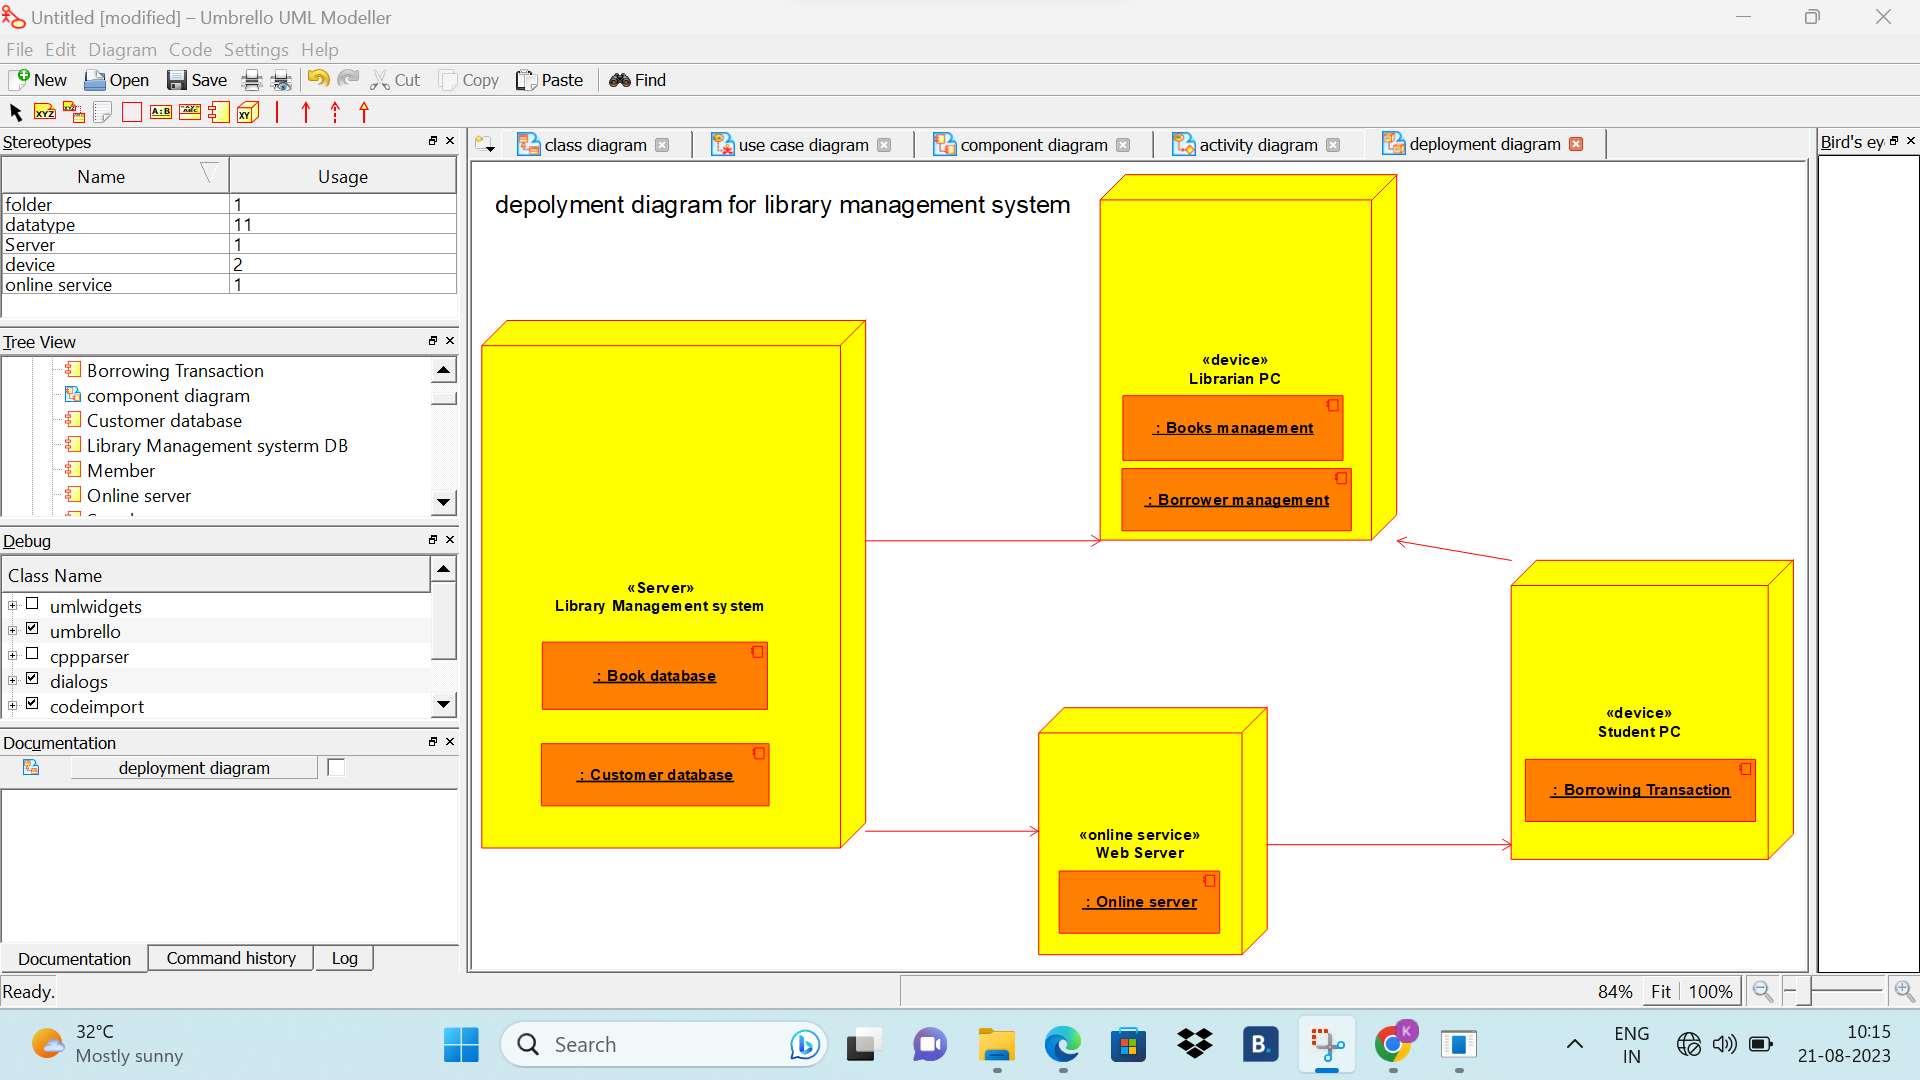 Untitled [modified] – Umbrello UML Modeller
File Edit Diagram Code Settings Help
New Open Save Cut Copy Paste Find
XYZ XYZ A:B ABC XY
Stereotypes
Name Usage
folder 1
datatype 11
Server 1
device 2
online service 1
Tree View
Borrowing Transaction
component diagram
Customer database
Library Management systerm DB
Member
Online server
Debug
Class Name
umlwidgets
umbrello
cppparser
dialogs
codeimport
Documentation
deployment diagram
Documentation Command history Log
Ready.
class diagram use case diagram component diagram activity diagram deployment diagram
Bird's ey
depolyment diagram for library management system
«device»
Librarian PC
: Books management
: Borrower management
«Server»
Library Management system
: Book database
: Customer database
«device»
Student PC
: Borrowing Transaction
«online service»
Web Server
: Online server
84% Fit 100%
32°C
Mostly sunny
Search
B.
K
ENG
IN
10:15
21-08-2023